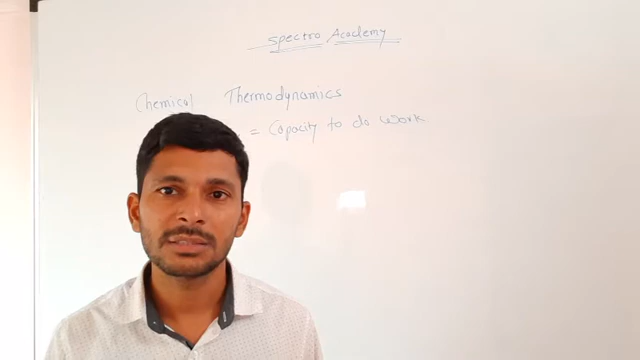 Spectro Academy
Chemical Thermodynamics
= Capacity to do work